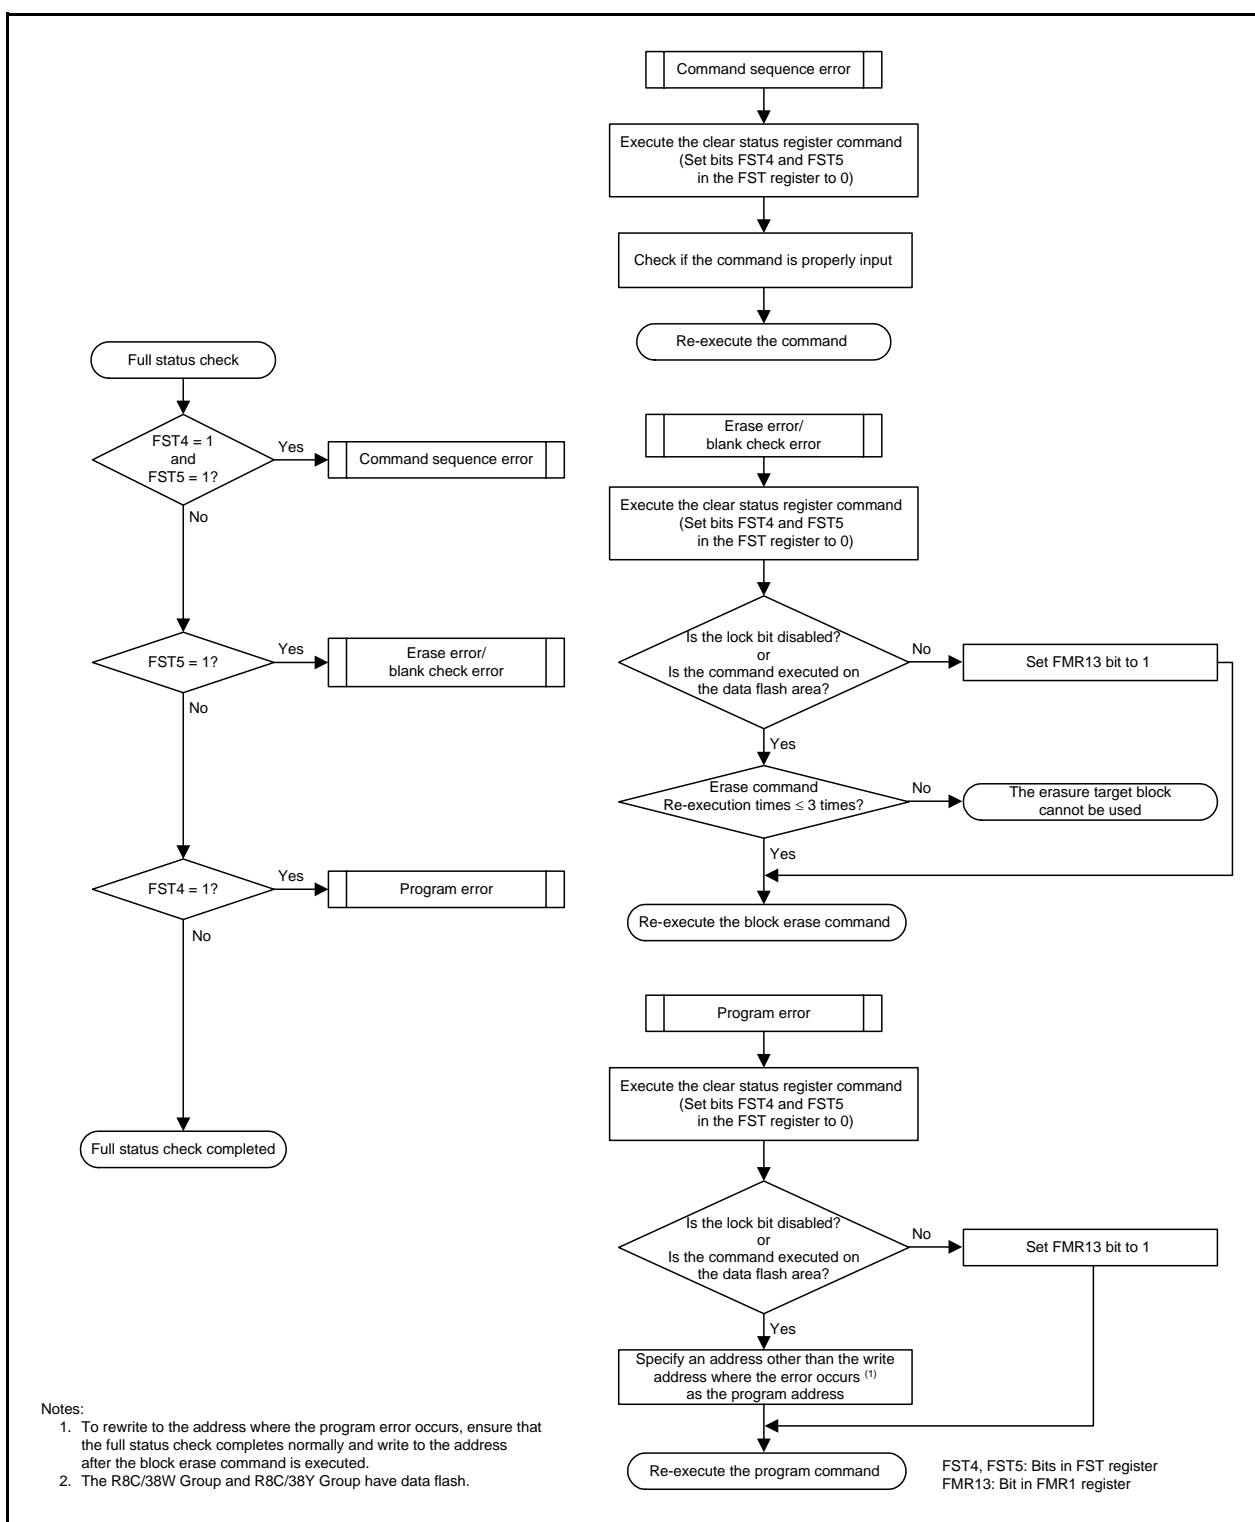 Full status check
FST4 = 1
and
FST5 = 1?
Yes
Command sequence error
No
FST5 = 1?
Yes
Erase error/
blank check error
No
FST4 = 1?
Yes
Program error
No
Full status check completed
Command sequence error
Execute the clear status register command
(Set bits FST4 and FST5
in the FST register to 0)
Check if the command is properly input
Re-execute the command
Erase error/
blank check error
Execute the clear status register command
(Set bits FST4 and FST5
in the FST register to 0)
Is the lock bit disabled?
or
Is the command executed on
the data flash area?
No
Set FMR13 bit to 1
Yes
Erase command
Re-execution times ≤ 3 times?
No
The erasure target block
cannot be used
Yes
Re-execute the block erase command
Program error
Execute the clear status register command
(Set bits FST4 and FST5
in the FST register to 0)
Is the lock bit disabled?
or
Is the command executed on
the data flash area?
No
Set FMR13 bit to 1
Yes
Specify an address other than the write
address where the error occurs (1)
as the program address
Re-execute the program command
Notes:
1. To rewrite to the address where the program error occurs, ensure that
the full status check completes normally and write to the address
after the block erase command is executed.
2. The R8C/38W Group and R8C/38Y Group have data flash.
FST4, FST5: Bits in FST register
FMR13: Bit in FMR1 register